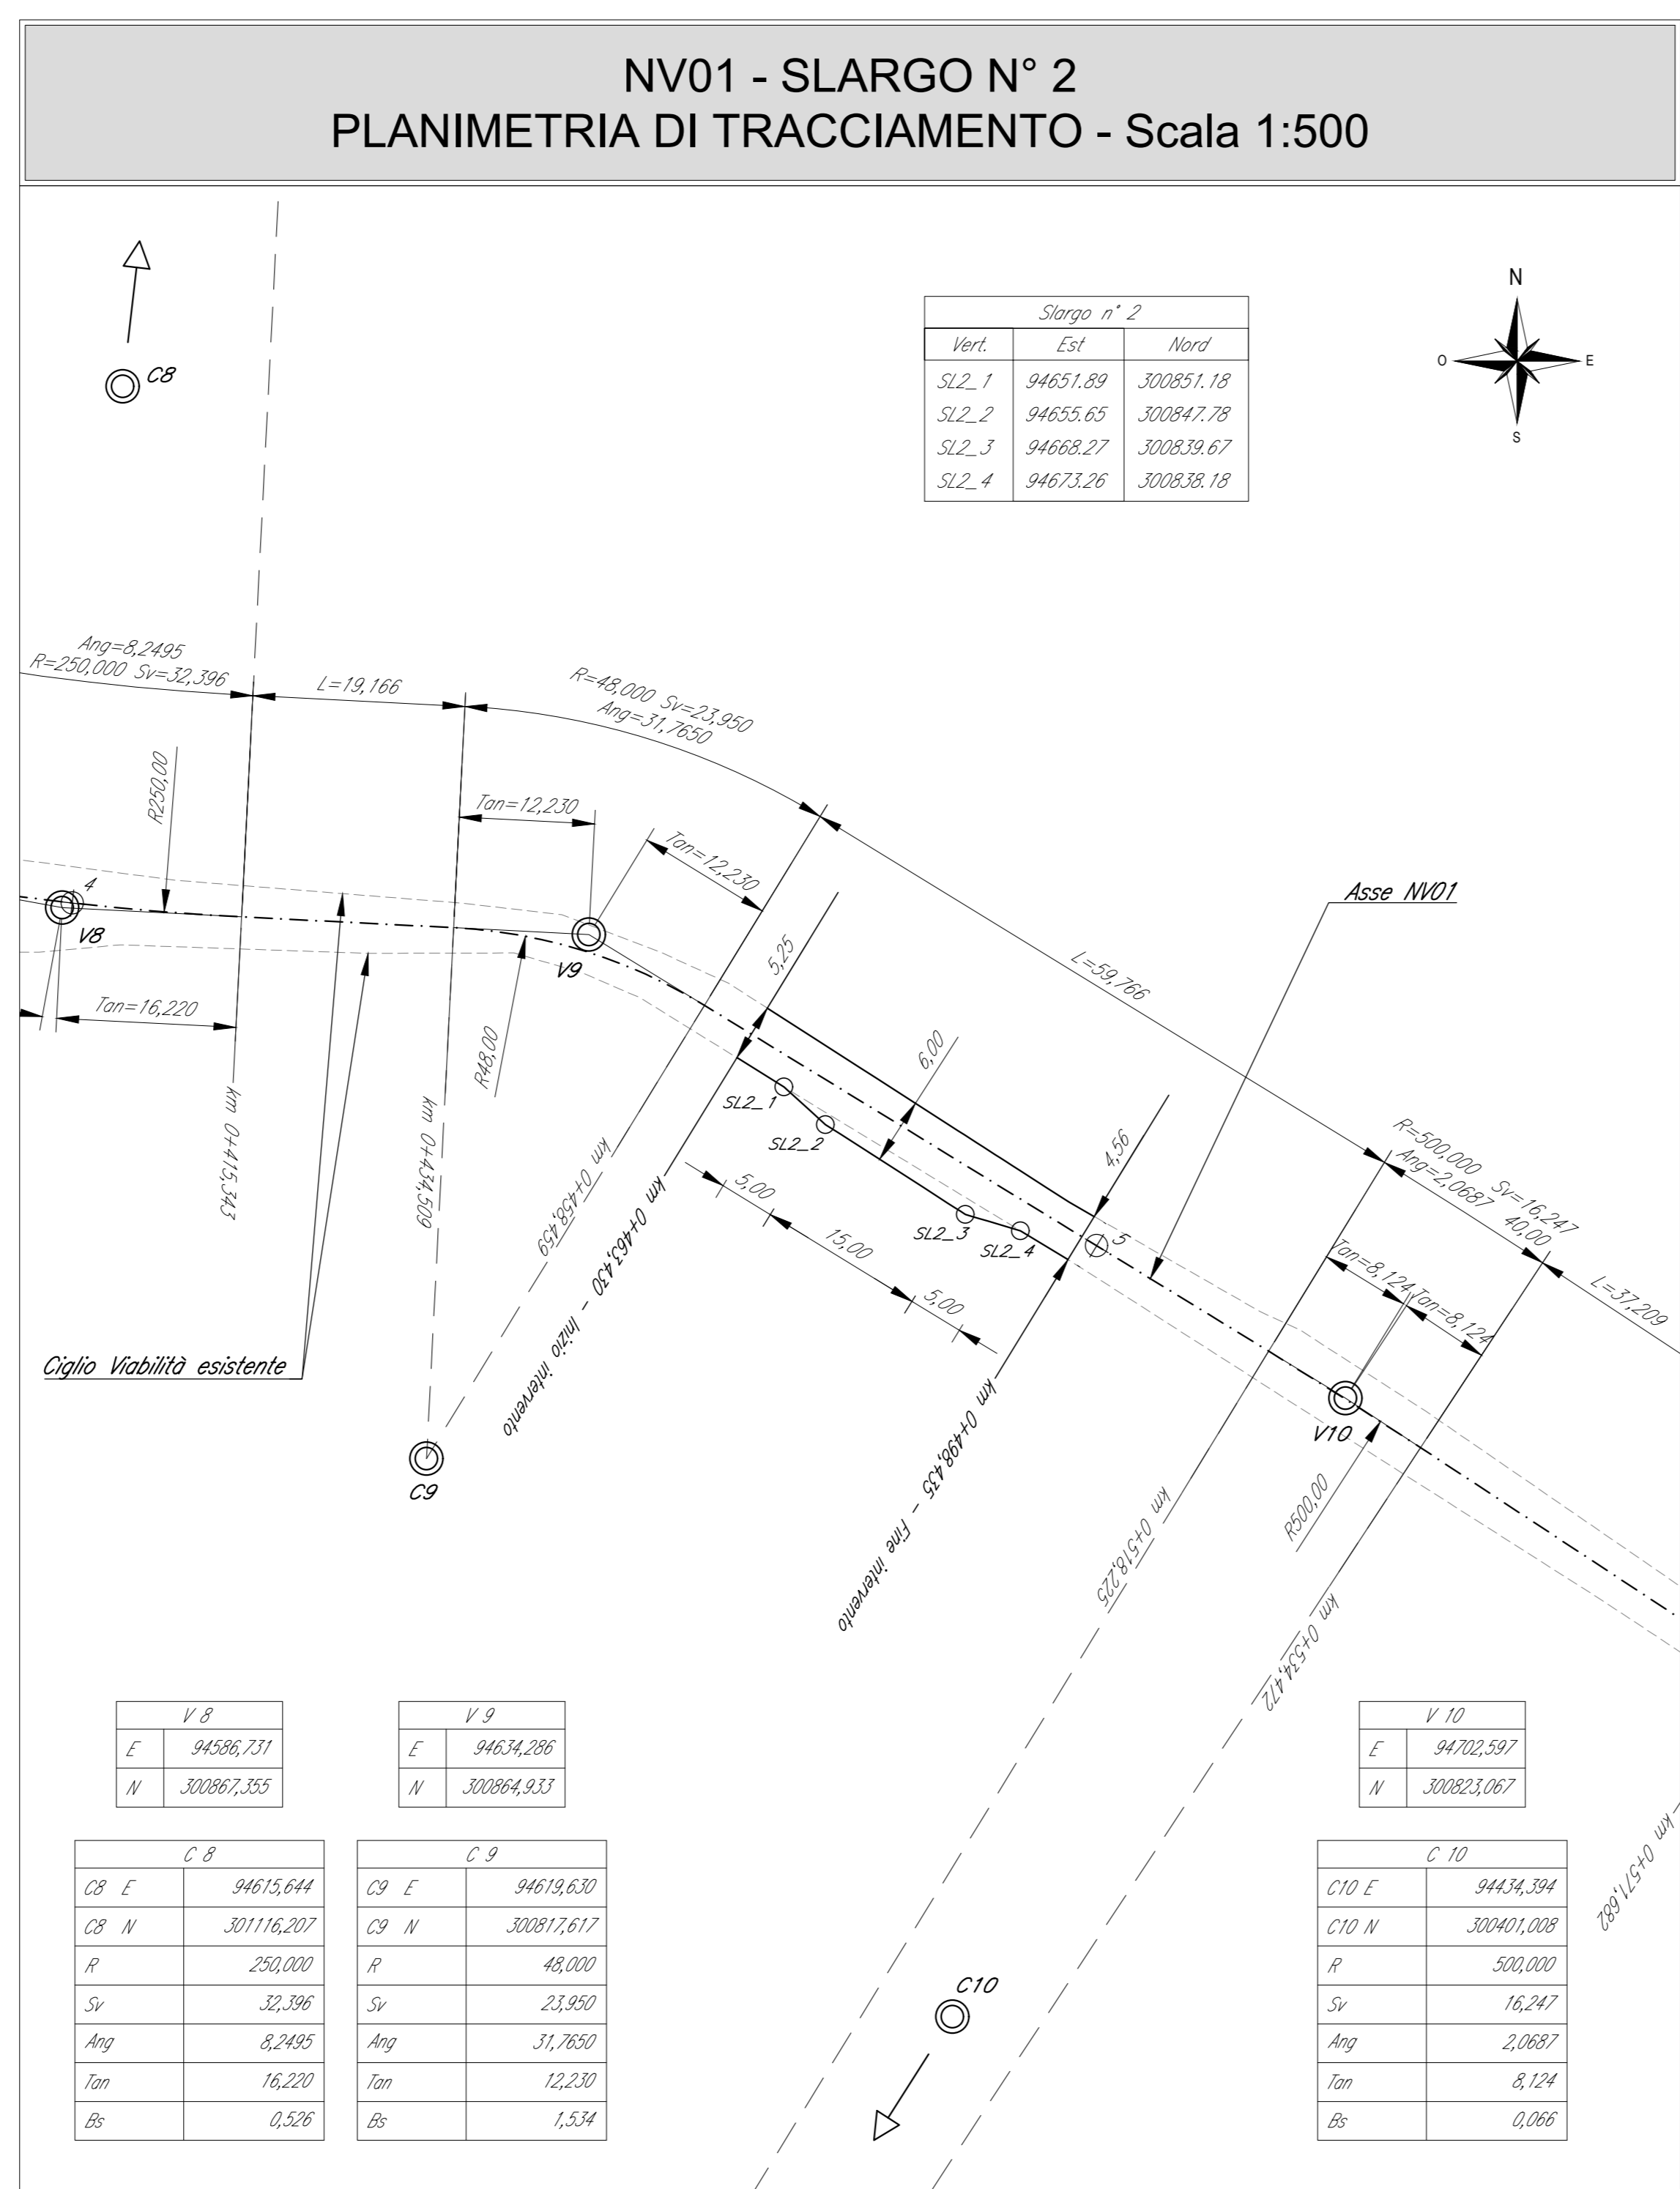 NV01 - SLARGO N° 2
PLANIMETRIA DI TRACCIAMENTO - Scala 1:500
C8
Slargo n° 2
Vert. Est Nord
SL2_1 94651.89 300851.18
SL2_2 94655.65 300847.78
SL2_3 94668.27 300839.67
SL2_4 94673.26 300838.18
N
O E
S
Ang=8,2495
R=250,000 Sv=32,396
L=19,166
R=48,000 Sv=23,950
Ang=31,7650
R250,00
Tan=12,230
Tan=12,230
4
V8
V9
5,25
L=59,766
Asse NV01
Tan=16,220
R48,00
6,00
SL2_1
SL2_2
SL2_3
SL2_4
4,56
5
5,00
15,00
5,00
R=500,000 Sv=16,247
Ang=2,0687 40,00
Tan=8,124
Tan=8,124
L=37,209
km 0+415,343
km 0+434,509
km 0+458,459
km 0+463,430 - Inizio intervento
km 0+498,435 - Fine intervento
km 0+518,225
km 0+534,472
km 0+571,682
Ciglio Viabilità esistente
C9
V10
R500,00
V 8
E 94586,731
N 300867,355
V 9
E 94634,286
N 300864,933
V 10
E 94702,597
N 300823,067
C 8
C8 E 94615,644
C8 N 301116,207
R 250,000
Sv 32,396
Ang 8,2495
Tan 16,220
Bs 0,526
C 9
C9 E 94619,630
C9 N 300817,617
R 48,000
Sv 23,950
Ang 31,7650
Tan 12,230
Bs 1,534
C10
C 10
C10 E 94434,394
C10 N 300401,008
R 500,000
Sv 16,247
Ang 2,0687
Tan 8,124
Bs 0,066